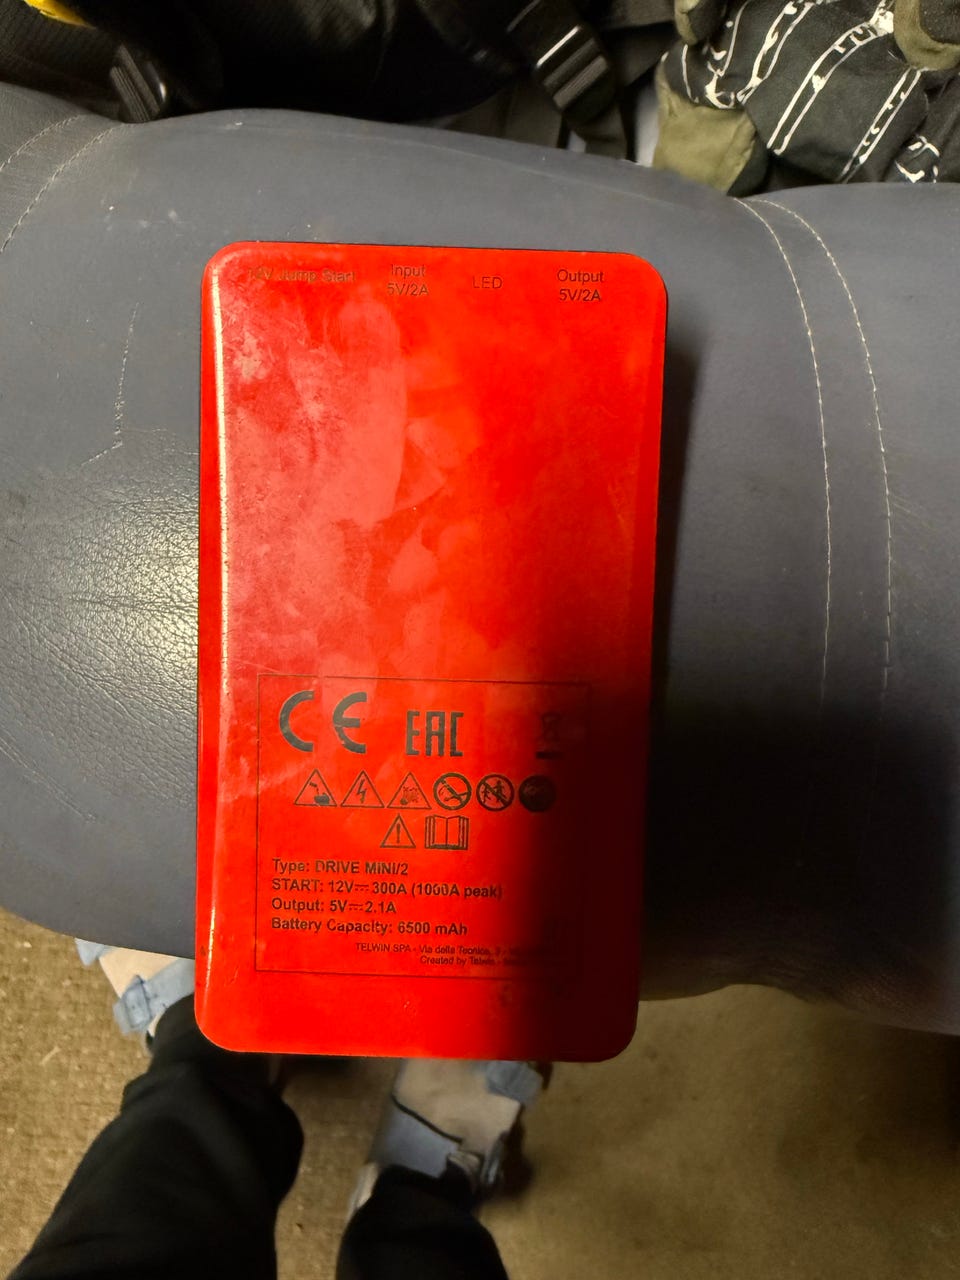 12V Jump Start
Input
5V/2A
LED
Output
5V/2A
CE EAC
Type: DRIVE MINI/2
START: 12V⎓300A (1000A peak)
Output: 5V⎓2.1A
Battery Capacity: 6500 mAh
TELWIN SPA - Via della Tecnica, 3 -
Created by Telwin -